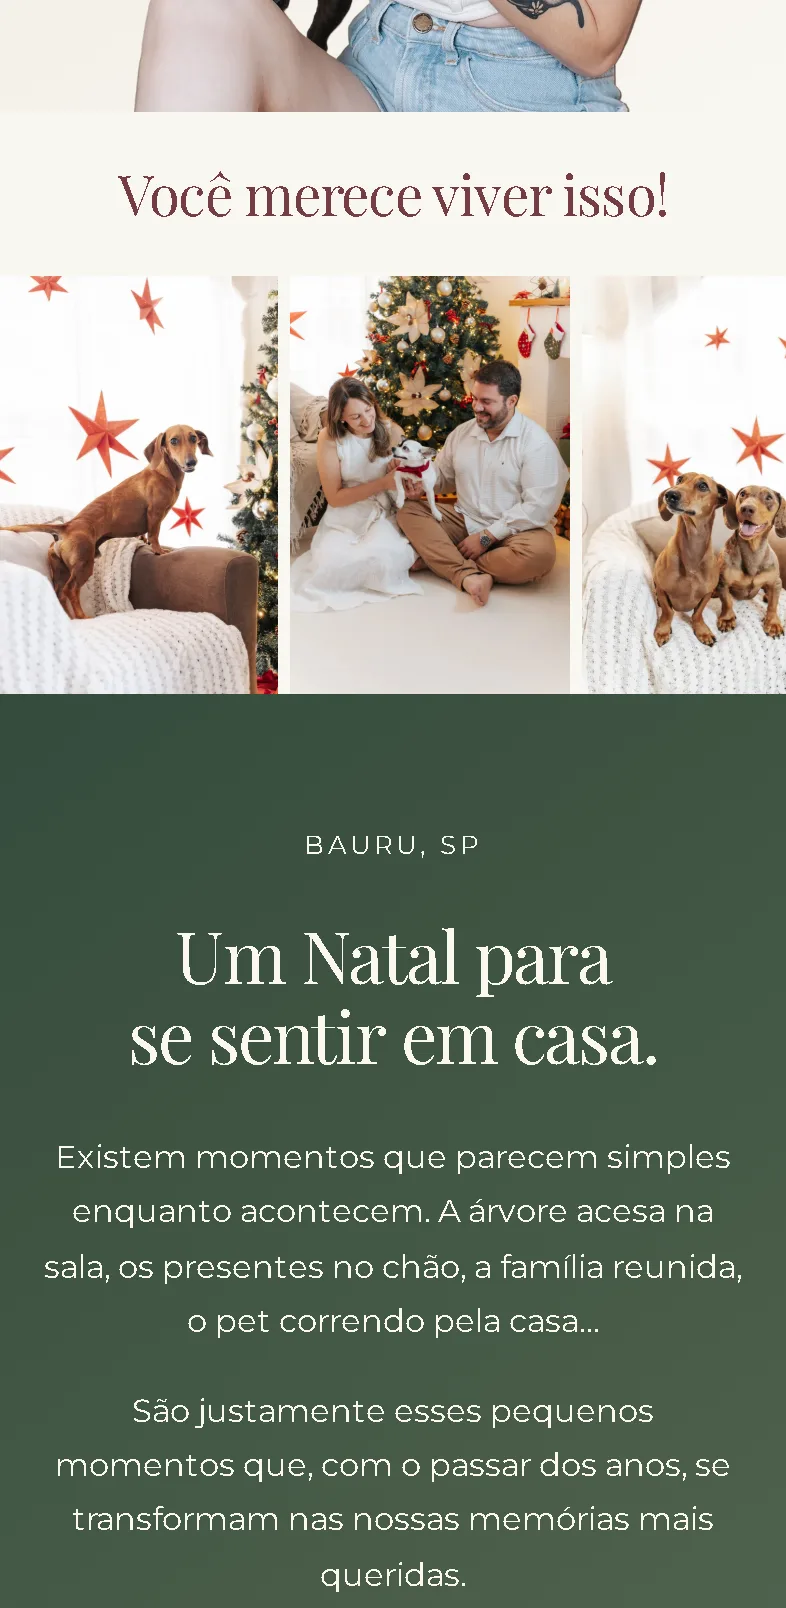 Você merece viver isso!
BAURU, SP
Um Natal para
se sentir em casa.
Existem momentos que parecem simples
enquanto acontecem. A árvore acesa na
sala, os presentes no chão, a família reunida,
o pet correndo pela casa...
São justamente esses pequenos
momentos que, com o passar dos anos, se
transformam nas nossas memórias mais
queridas.